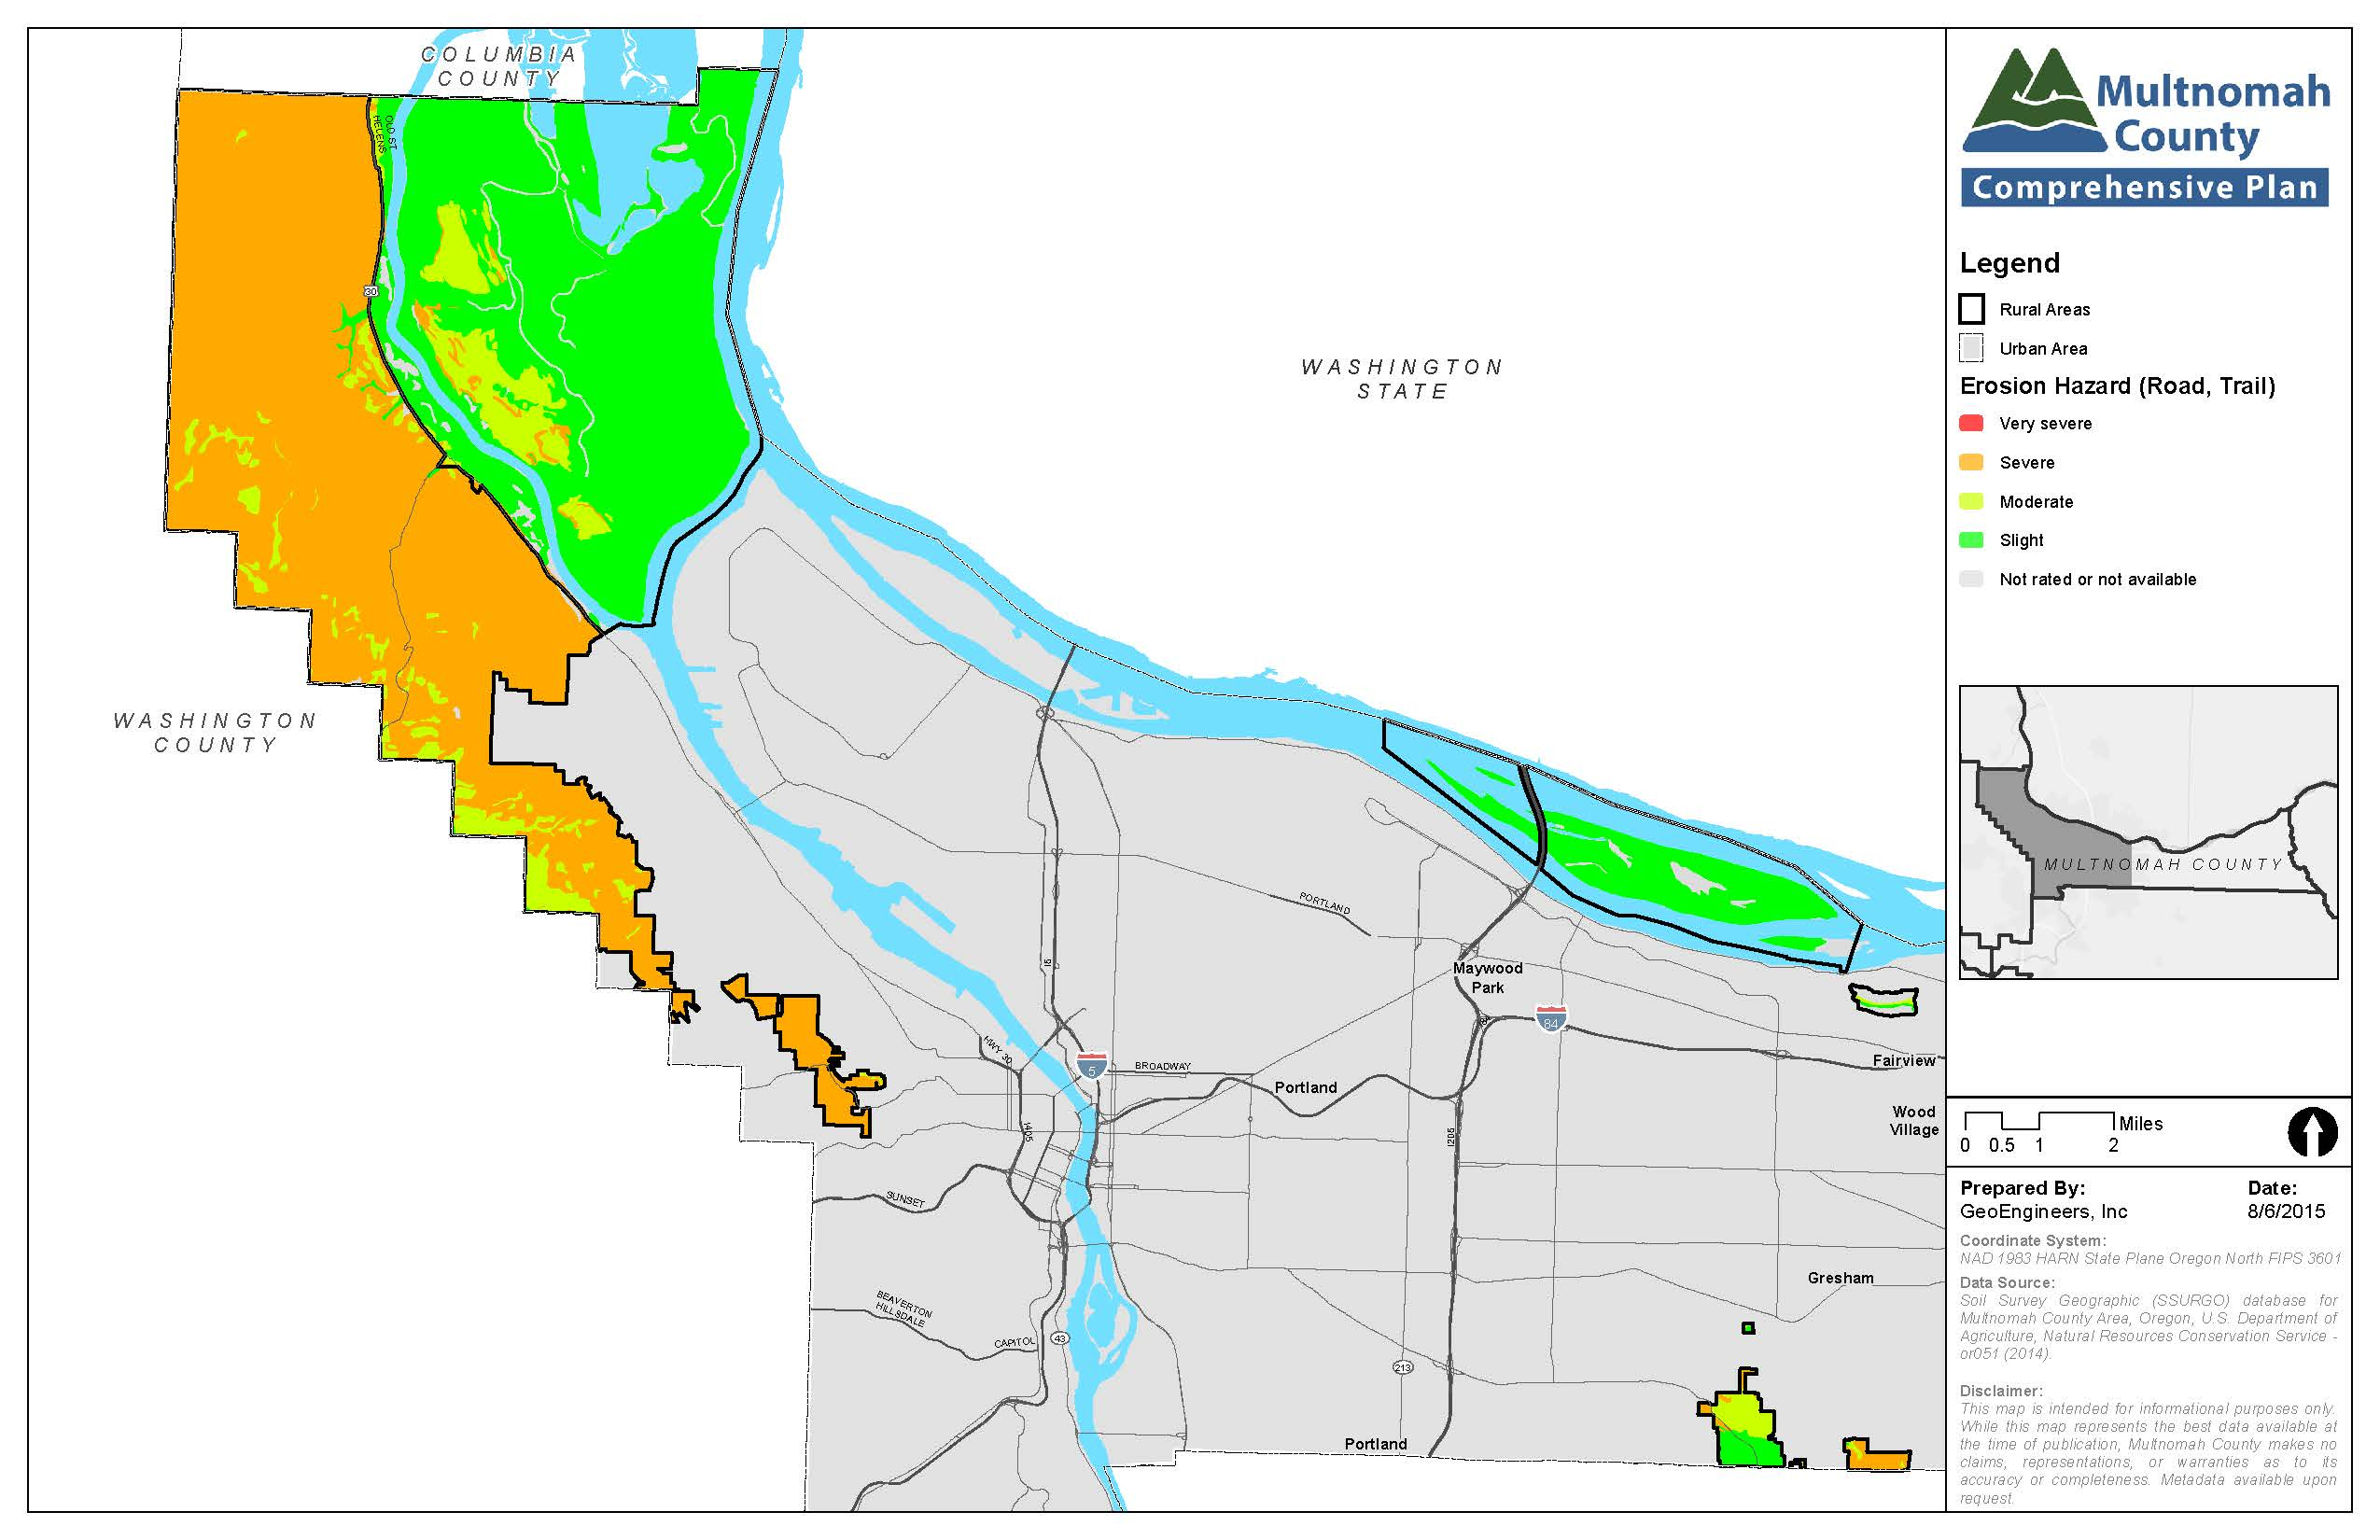 COLUMBIA
COUNTY
OLD ST
HELENS
30
WASHINGTON
STATE
WASHINGTON
COUNTY
PORTLAND
I5
Maywood
Park
84
HWY 30
5
BROADWAY
Portland
Fairview
Wood
Village
I405
I205
SUNSET
Gresham
BEAVERTON
HILLSDALE
CAPITOL
43
213
Portland
Multnomah
County
Comprehensive Plan
Legend
Rural Areas
Urban Area
Erosion Hazard (Road, Trail)
Very severe
Severe
Moderate
Slight
Not rated or not available
MULTNOMAH COUNTY
Miles
0 0.5 1 2
Prepared By: Date:
GeoEngineers, Inc 8/6/2015
Coordinate System:
NAD 1983 HARN State Plane Oregon North FIPS 3601
Data Source:
Soil Survey Geographic (SSURGO) database for
Multnomah County Area, Oregon, U.S. Department of
Agriculture, Natural Resources Conservation Service -
or051 (2014).
Disclaimer:
This map is intended for informational purposes only.
While this map represents the best data available at
the time of publication, Multnomah County makes no
claims, representations, or warranties as to its
accuracy or completeness. Metadata available upon
request.